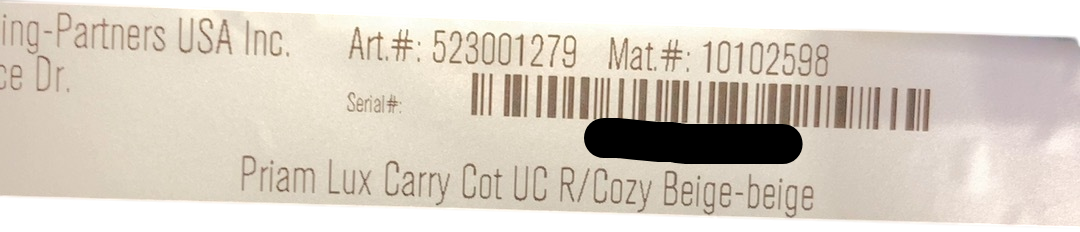 ing-Partners USA Inc. Art.#: 523001279 Mat.#: 10102598
ce Dr.
Serial#:
Priam Lux Carry Cot UC R/Cozy Beige-beige